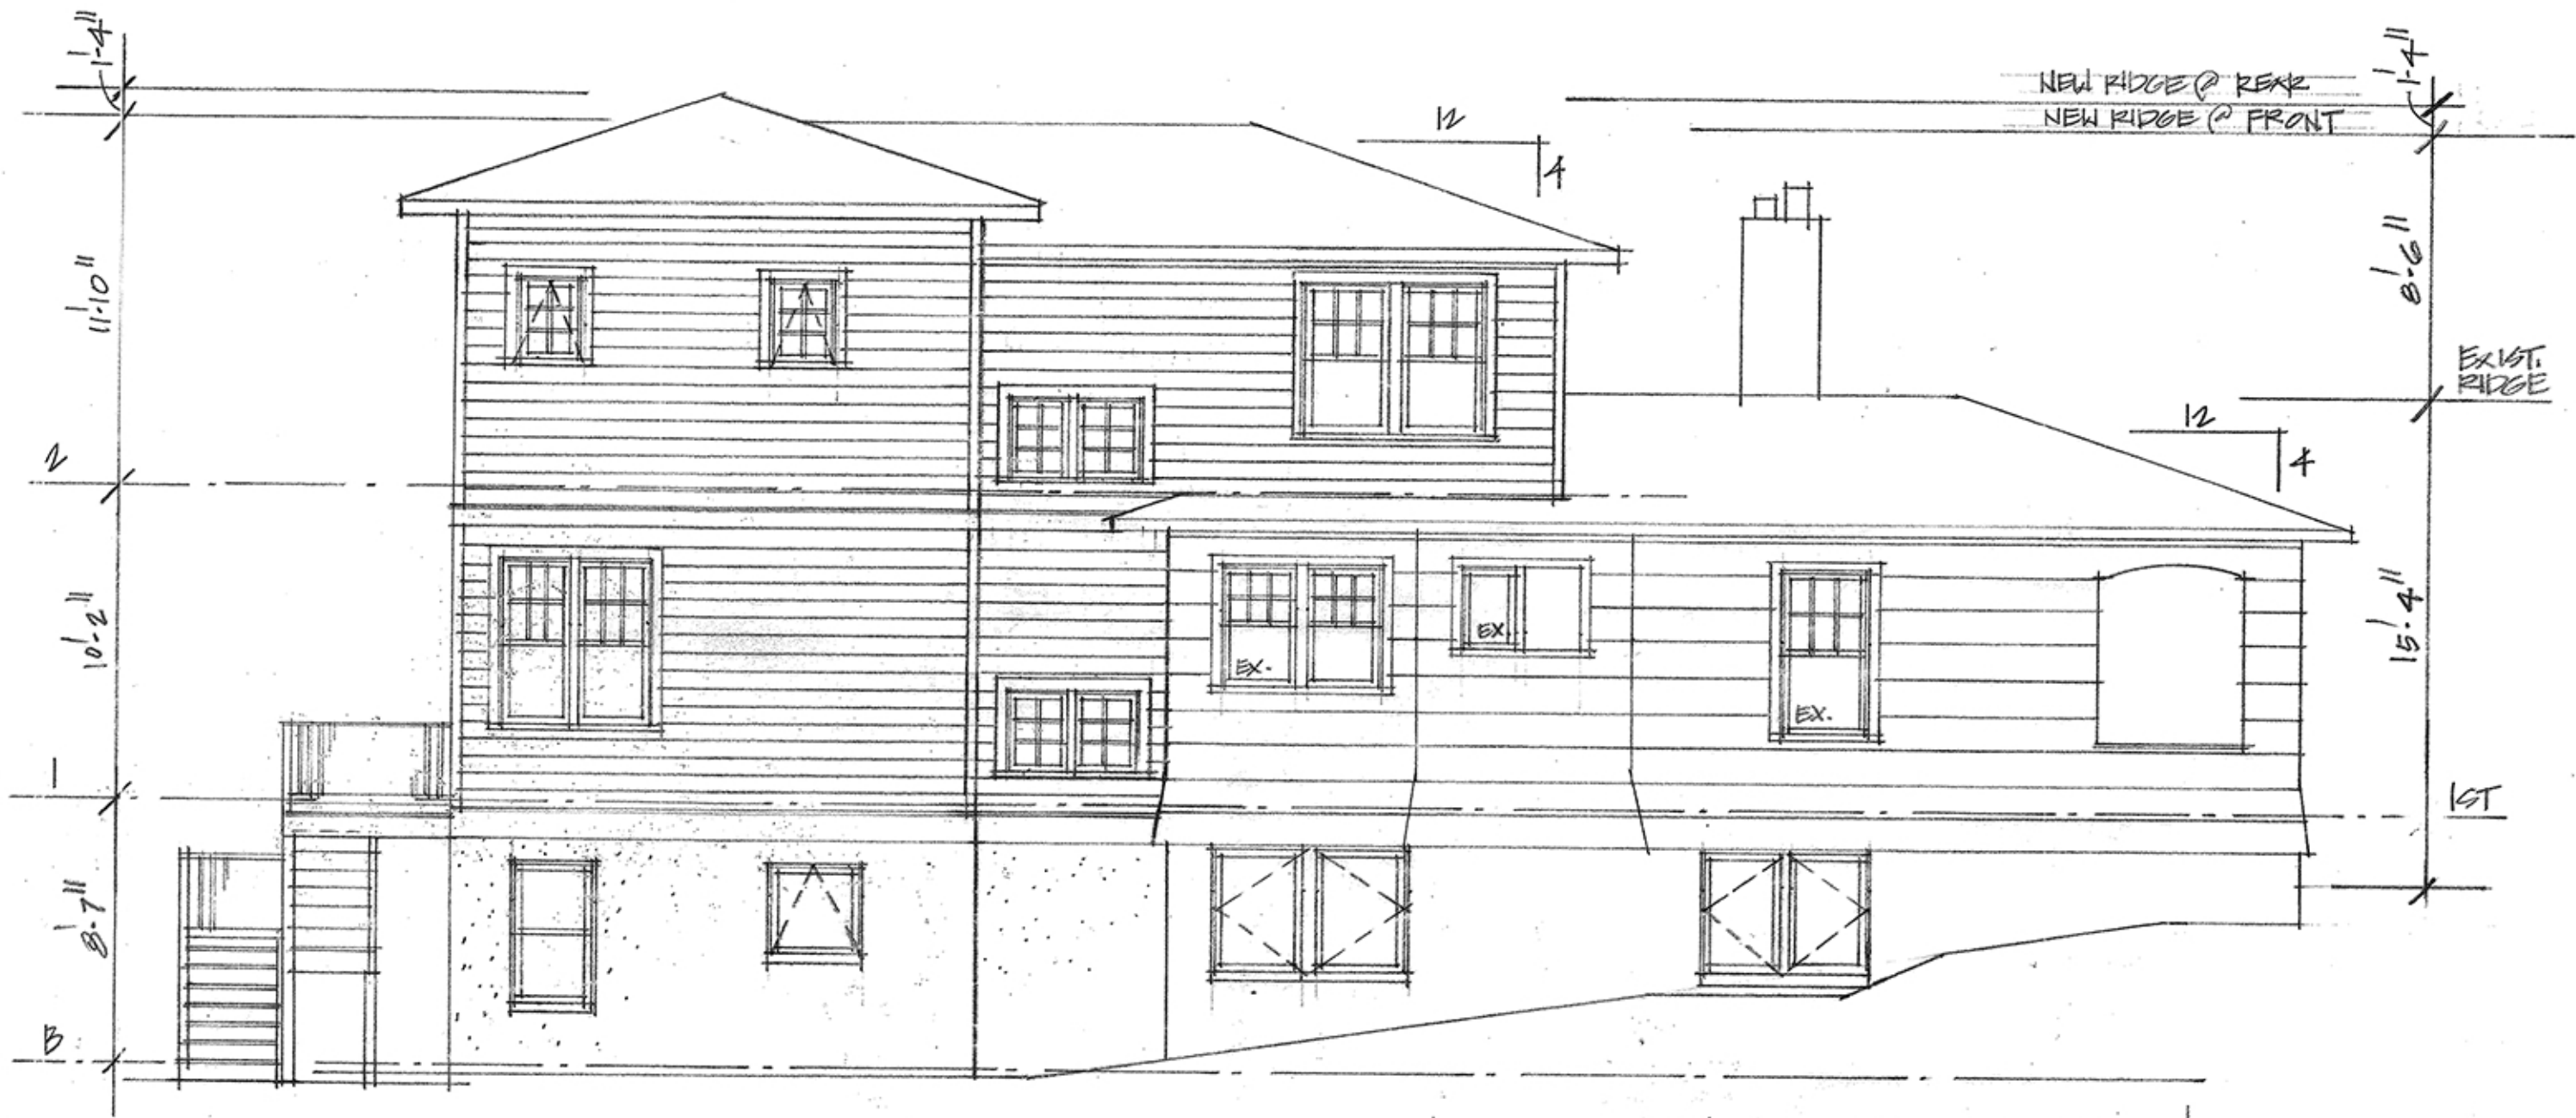 1'-4"
1'-4"
NEW RIDGE @ REAR
NEW RIDGE @ FRONT
12
4
11'-10"
8'-6"
EXIST.
RIDGE
12
4
2
10'-2"
15'-4"
EX.
EX.
EX.
1
1ST
8'-7"
B